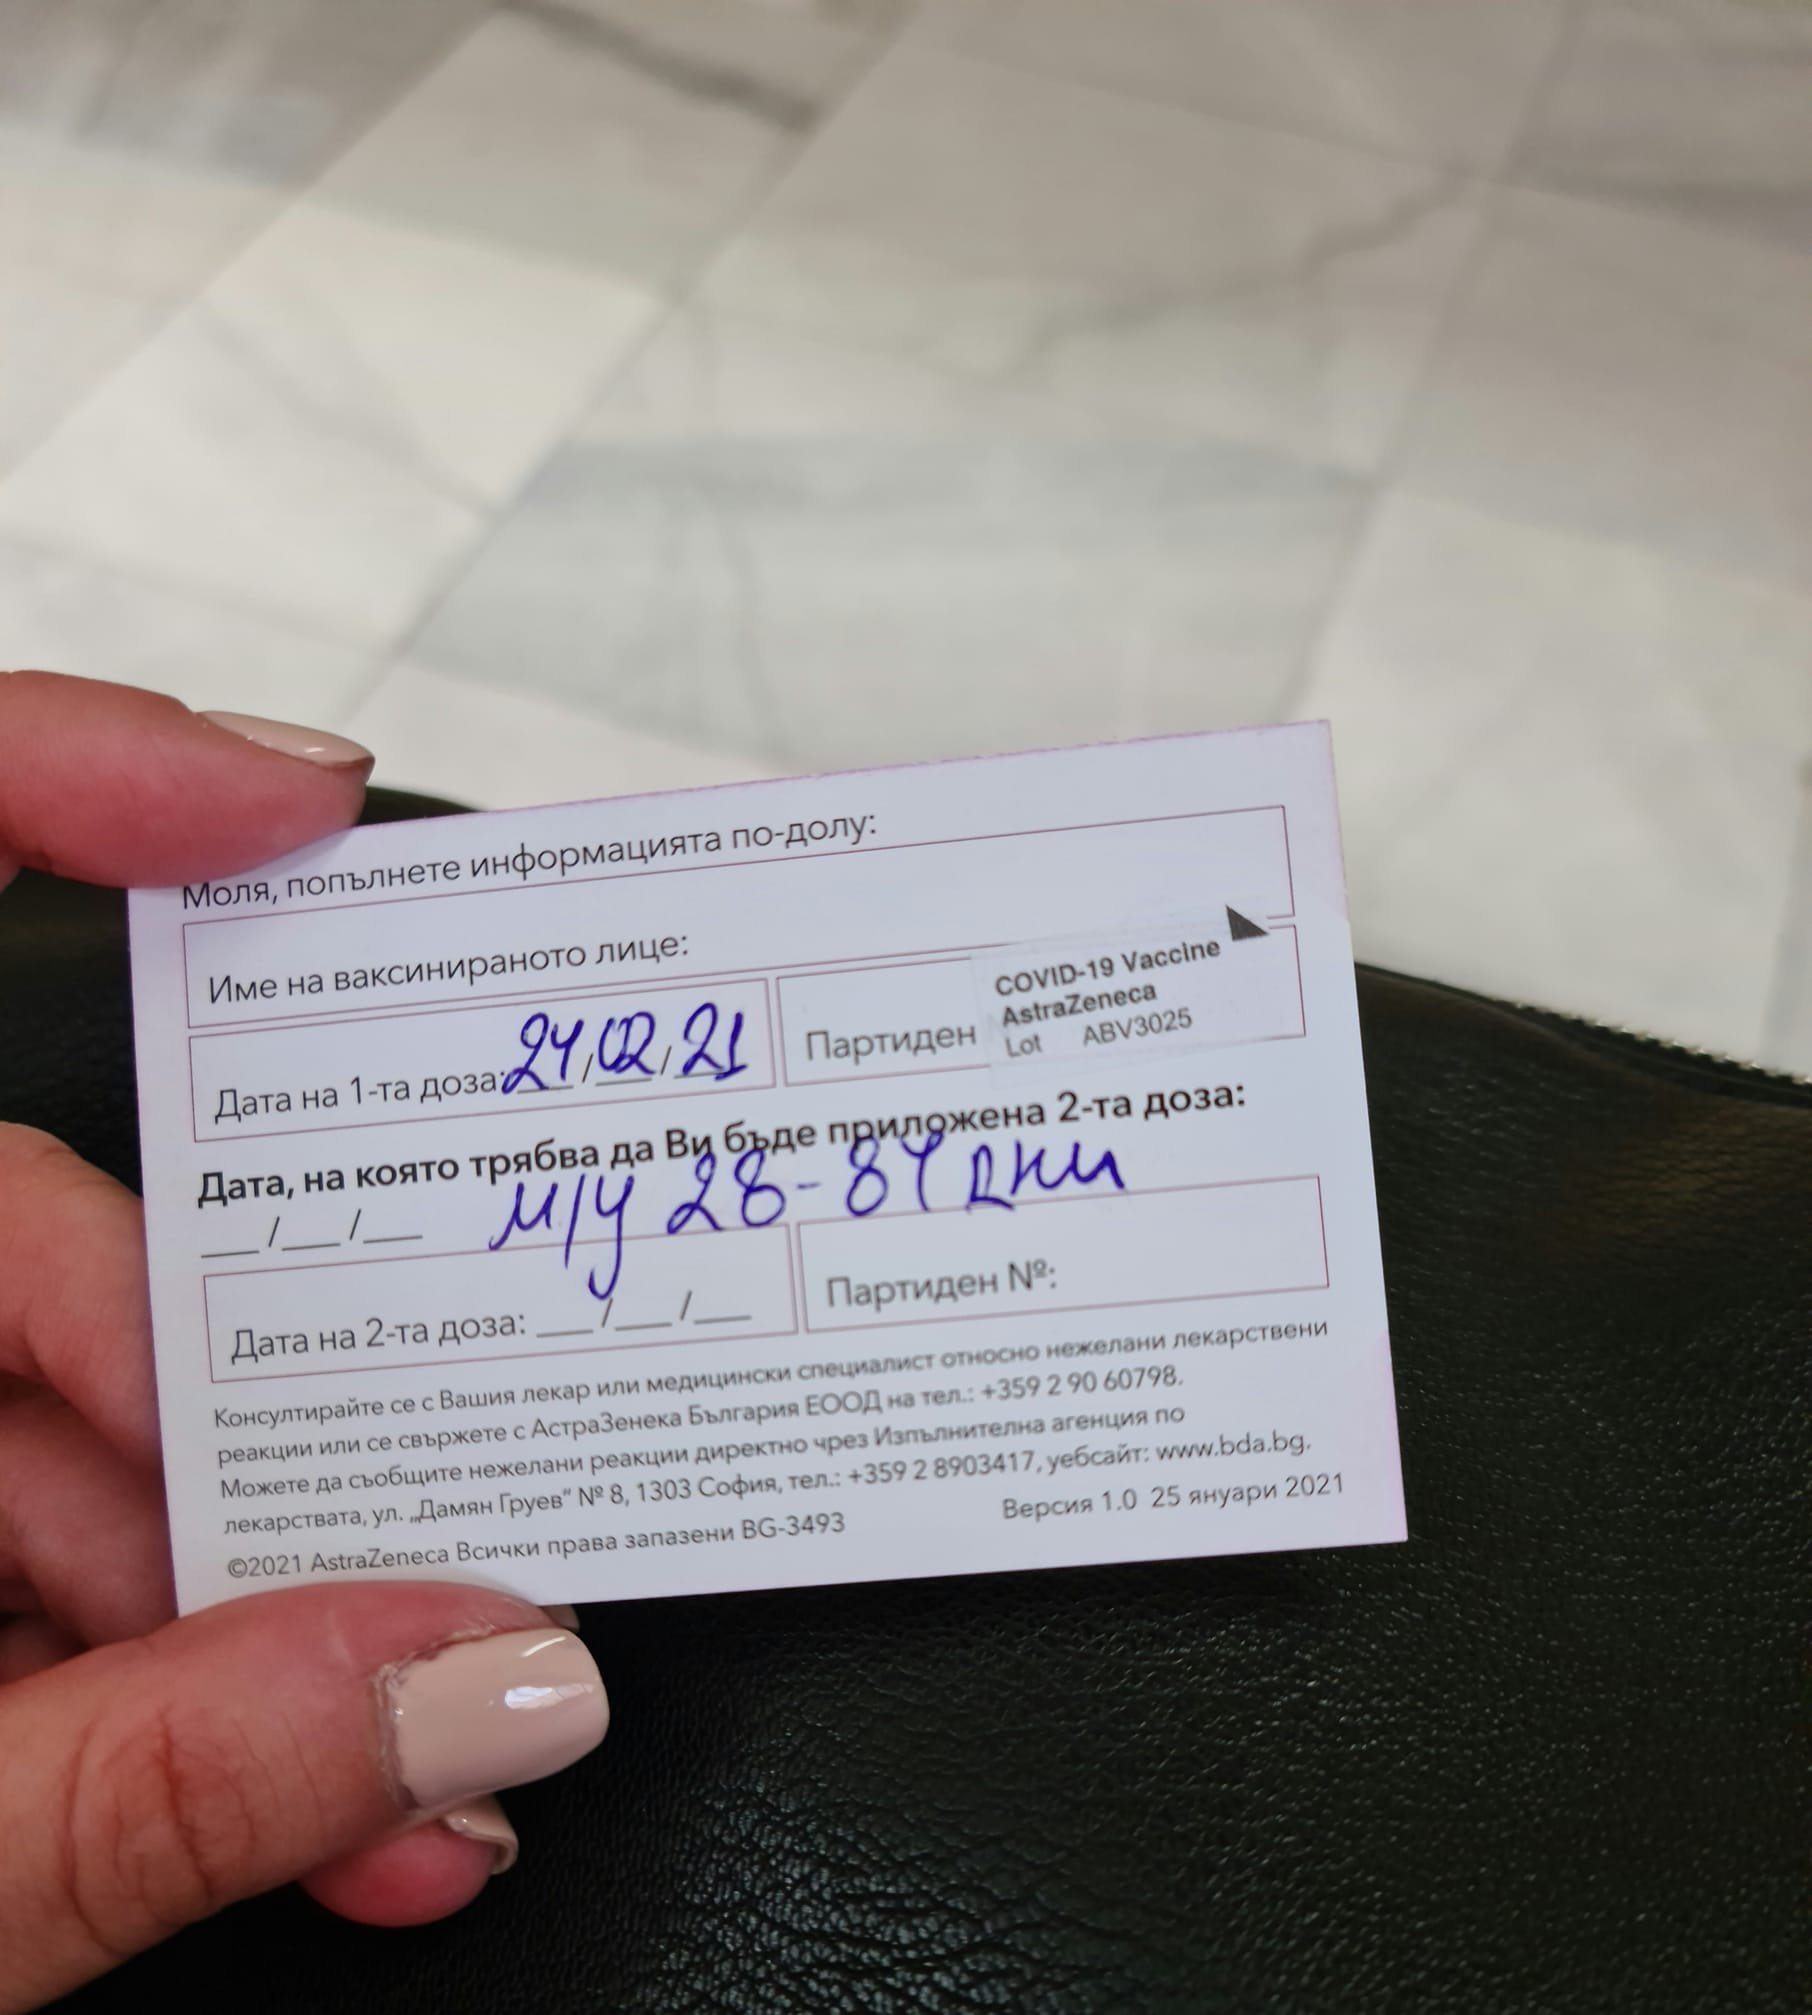 Моля, попълнете информацията по-долу:
Име на ваксинираното лице:
Дата на 1-та доза: 24/02/21
Партиден
COVID-19 Vaccine
AstraZeneca
Lot ABV3025
Дата, на която трябва да Ви бъде приложена 2-та доза:
__/__/__ м/у 28-84 дни
Дата на 2-та доза: __/__/__
Партиден №:
Консултирайте се с Вашия лекар или медицински специалист относно нежелани лекарствени
реакции или се свържете с АстраЗенека България ЕООД на тел.: +359 2 90 60798.
Можете да съобщите нежелани реакции директно чрез Изпълнителна агенция по
лекарствата, ул. „Дамян Груев“ № 8, 1303 София, тел.: +359 2 8903417, уебсайт: www.bda.bg.
©2021 AstraZeneca Всички права запазени BG-3493
Версия 1.0 25 януари 2021